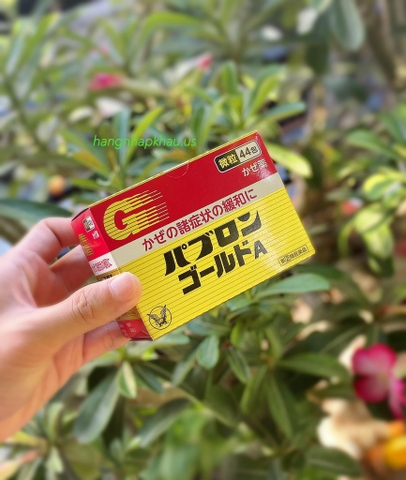 hangnhapkhau.us
微粒 44包
かぜ薬
G
かぜの諸症状の緩和に
パブロン
ゴールドA